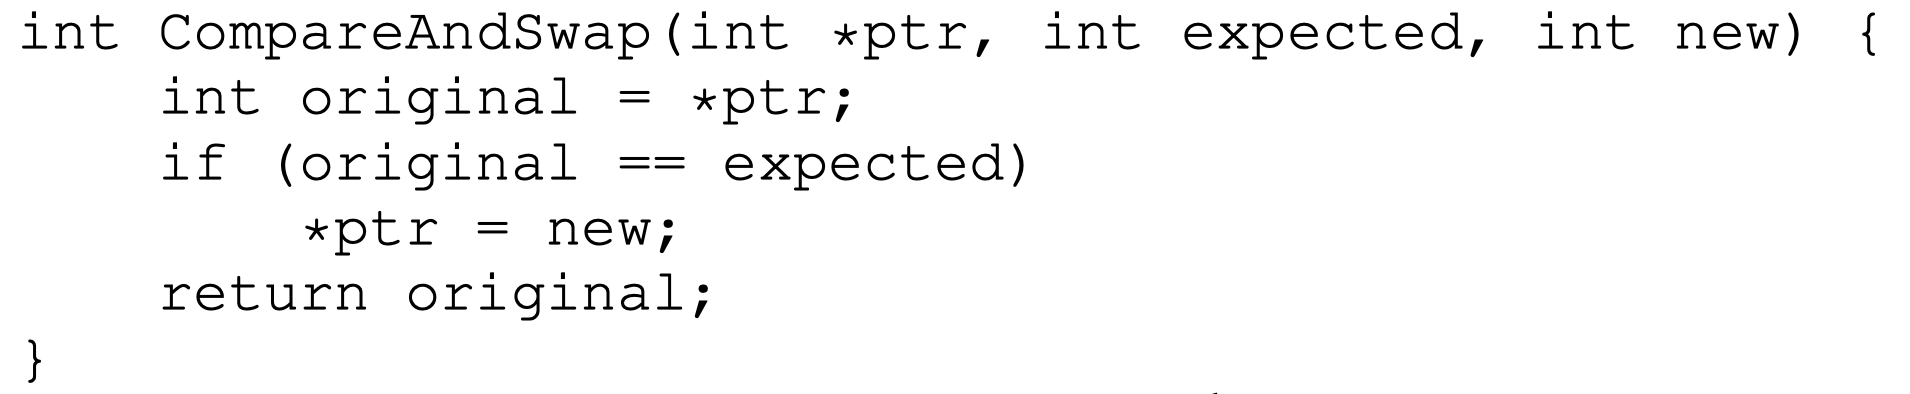 int CompareAndSwap(int *ptr, int expected, int new) {
    int original = *ptr;
    if (original == expected)
        *ptr = new;
    return original;
}